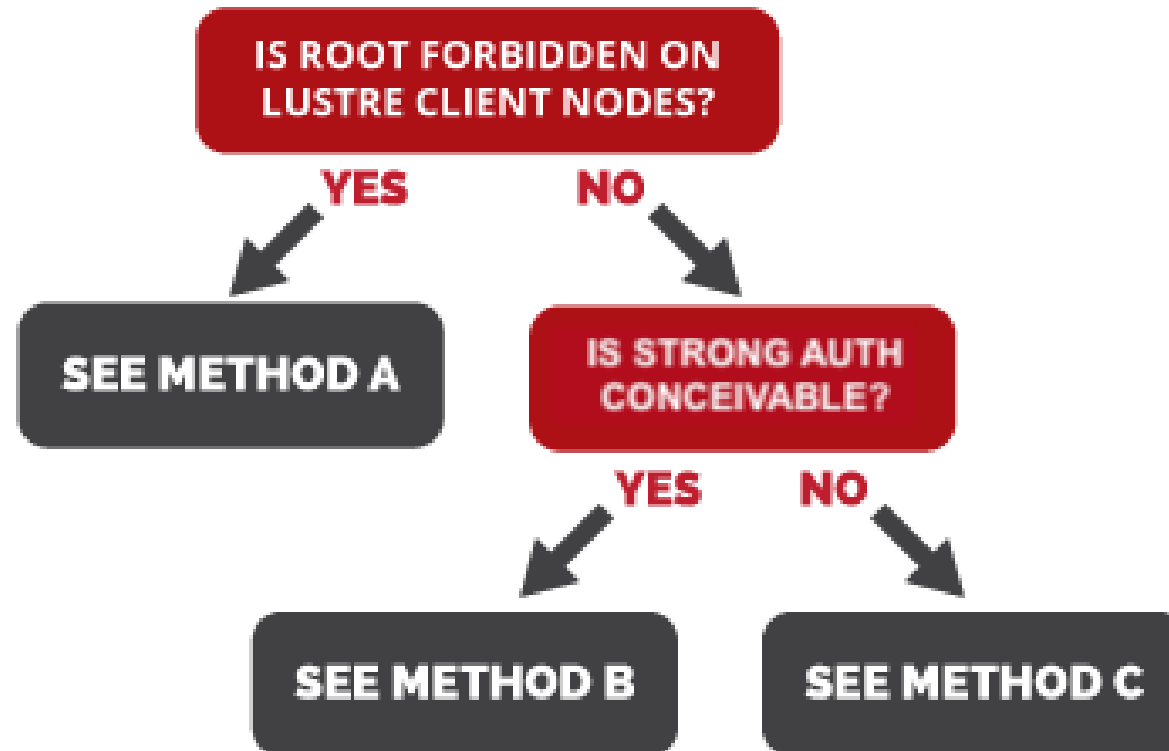 IS ROOT FORBIDDEN ON
LUSTRE CLIENT NODES?
YES
NO
SEE METHOD A
IS STRONG AUTH
CONCEIVABLE?
YES
NO
SEE METHOD B
SEE METHOD C